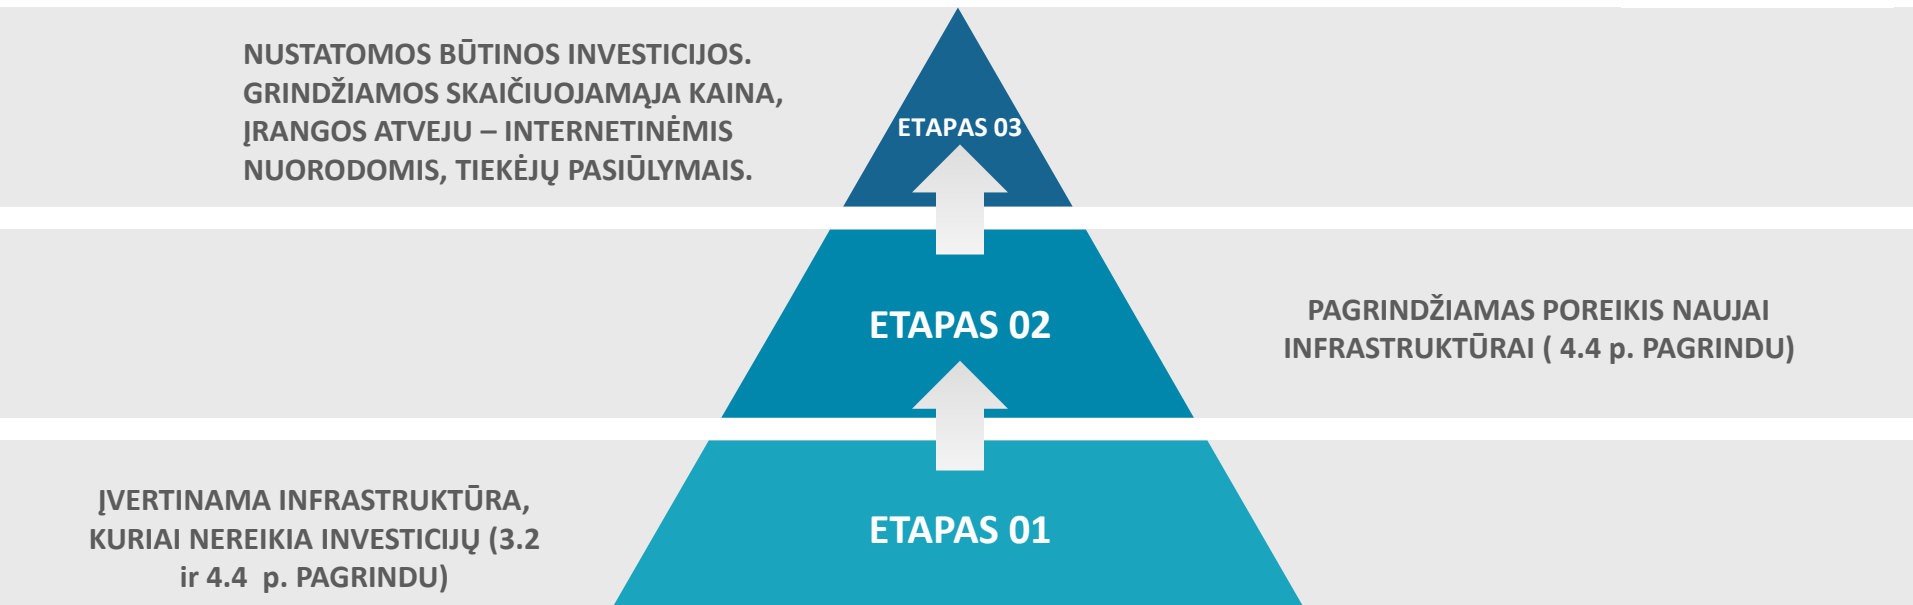 NUSTATOMOS BŪTINOS INVESTICIJOS.
GRINDŽIAMOS SKAIČIUOJAMĄJA KAINA,
ĮRANGOS ATVEJU – INTERNETINĖMIS
NUORODOMIS, TIEKĖJŲ PASIŪLYMAIS.
ETAPAS 03
ETAPAS 02
PAGRINDŽIAMAS POREIKIS NAUJAI
INFRASTRUKTŪRAI ( 4.4 p. PAGRINDU)
ĮVERTINAMA INFRASTRUKTŪRA,
KURIAI NEREIKIA INVESTICIJŲ (3.2
ir 4.4  p. PAGRINDU)
ETAPAS 01